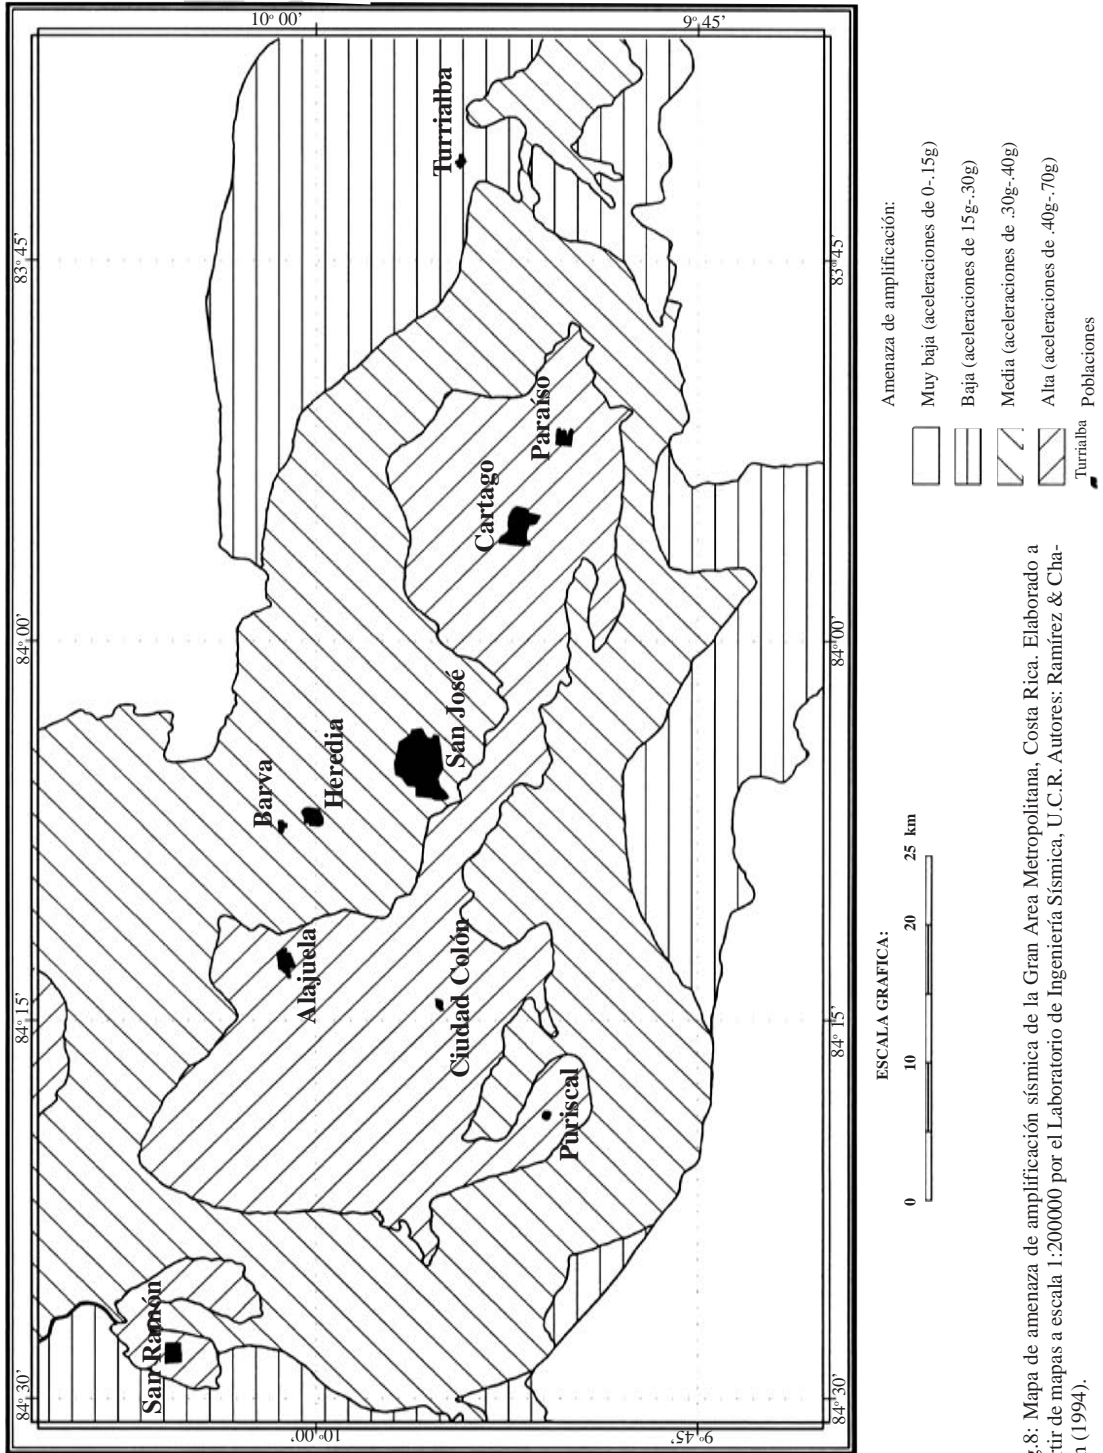 84° 30’
84° 15’
84° 00’
83° 45’
10° 00’
10° 00’
9° 45’
9° 45’
San Ramón
Alajuela
Barva
Heredia
San José
Ciudad Colón
Puriscal
Cartago
Paraíso
Turrialba
84° 30’
84° 15’
84° 00’
83° 45’
ESCALA GRAFICA:
0 10 20 25 km
Amenaza de amplificación:
Muy baja (aceleraciones de 0-.15g)
Baja (aceleraciones de 15g-.30g)
Media (aceleraciones de .30g-.40g)
Alta (aceleraciones de .40g-.70g)
Turrialba
Poblaciones
g.8: Mapa de amenaza de amplificación sísmica de la Gran Area Metropolitana, Costa Rica. Elaborado a
rtir de mapas a escala 1:200000 por el Laboratorio de Ingeniería Sísmica, U.C.R. Autores: Ramírez & Cha-
n (1994).